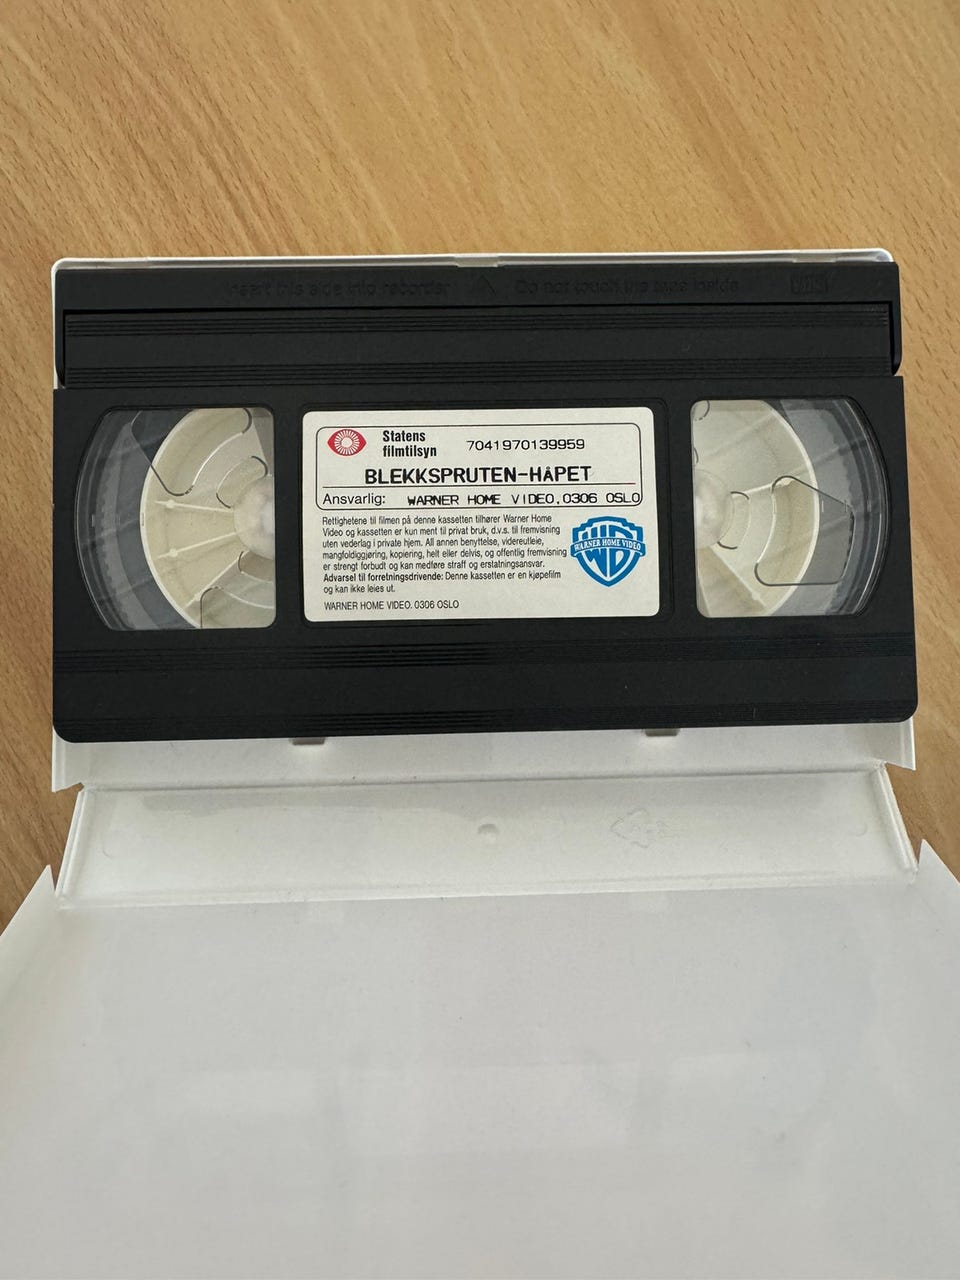 Insert this side into recorder △ Do not touch the tape inside VHS
Statens
filmtilsyn
7041970139959
BLEKKSPRUTEN-HÅPET
Ansvarlig: WARNER HOME VIDEO,0306 OSLO
Rettighetene til filmen på denne kassetten tilhører Warner Home
Video og kassetten er kun ment til privat bruk, d.v.s. til fremvisning
uten vederlag i private hjem. All annen benyttelse, videreutleie,
mangfoldiggjøring, kopiering, helt eller delvis, og offentlig fremvisning
er strengt forbudt og kan medføre straff og erstatningsansvar.
Advarsel til forretningsdrivende: Denne kassetten er en kjøpefilm
og kan ikke leies ut.
WARNER HOME VIDEO. 0306 OSLO
WARNER HOME VIDEO